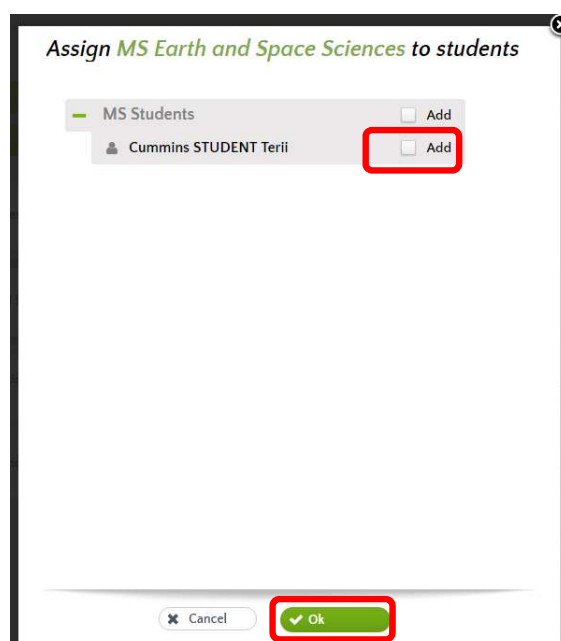 Assign MS Earth and Space Sciences to students
MS Students Add
Cummins STUDENT Terii Add
Cancel Ok